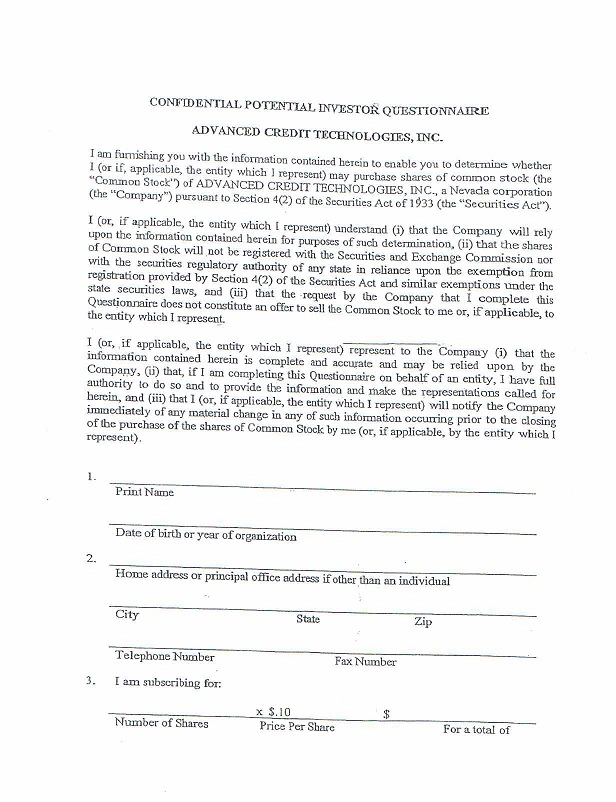 CONFIDENTIAL POTENTIAL INVESTOR QUESTIONNAIRE
ADVANCED CREDIT TECHNOLOGIES, INC.
I am furnishing you with the information contained herein to enable you to determine whether
I (or if, applicable, the entity which I represent) may purchase shares of common stock (the
"Common Stock") of ADVANCED CREDIT TECHNOLOGIES, INC., a Nevada corporation
(the "Company") pursuant to Section 4(2) of the Securities Act of 1933 (the "Securities Act").
I (or, if applicable, the entity which I represent) understand (i) that the Company will rely
upon the information contained herein for purposes of such determination, (ii) that the shares
of Common Stock will not be registered with the Securities and Exchange Commission nor
with the securities regulatory authority of any state in reliance upon the exemption from
registration provided by Section 4(2) of the Securities Act and similar exemptions under the
state securities laws, and (iii) that the request by the Company that I complete this
Questionnaire does not constitute an offer to sell the Common Stock to me or, if applicable, to
the entity which I represent.
I (or, if applicable, the entity which I represent) represent to the Company (i) that the
information contained herein is complete and accurate and may be relied upon by the
Company, (ii) that, if I am completing this Questionnaire on behalf of an entity, I have full
authority to do so and to provide the information and make the representations called for
herein, and (iii) that I (or, if applicable, the entity which I represent) will notify the Company
immediately of any material change in any of such information occurring prior to the closing
of the purchase of the shares of Common Stock by me (or, if applicable, by the entity which I
represent).
1.
Print Name
Date of birth or year of organization
2.
Home address or principal office address if other than an individual
City State Zip
Telephone Number Fax Number
3. I am subscribing for:
x $.10 $
Number of Shares Price Per Share For a total of